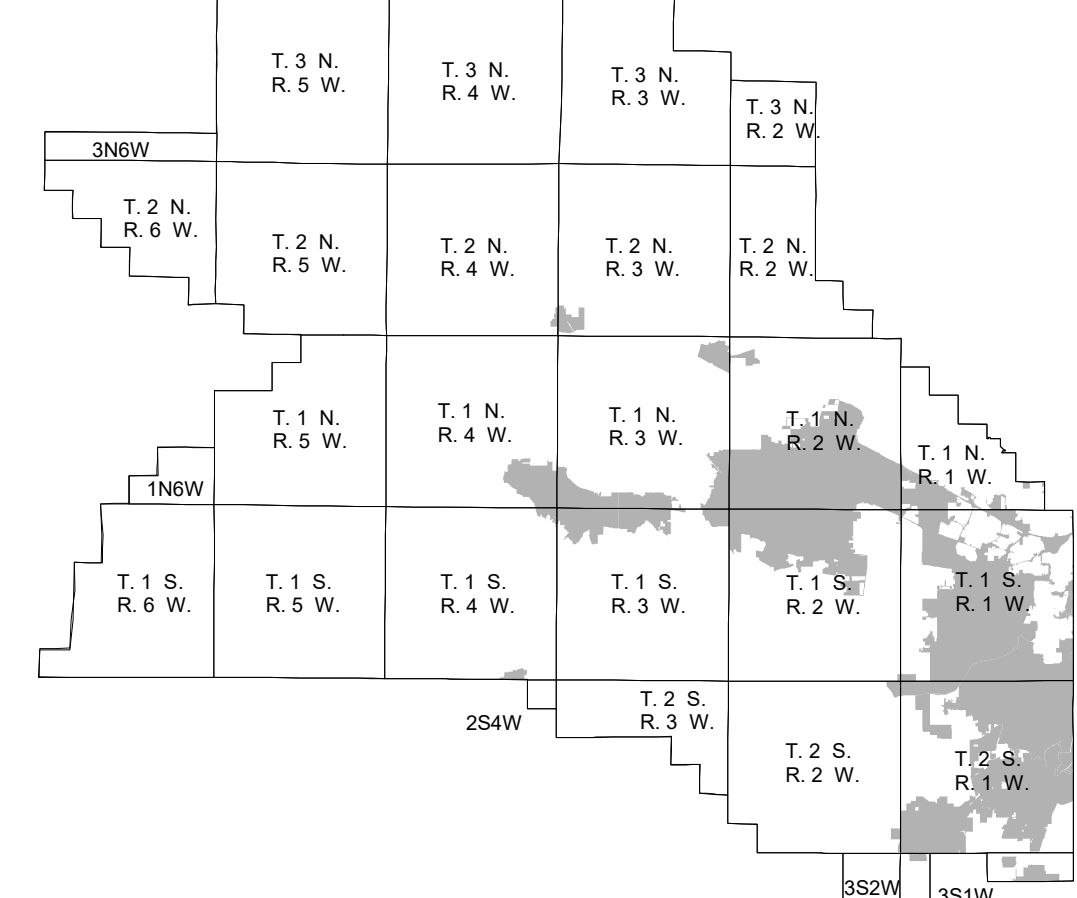 T. 3 N.
R. 5 W.
T. 3 N.
R. 4 W.
T. 3 N.
R. 3 W.
T. 3 N.
R. 2 W.
3N6W
T. 2 N.
R. 6 W.
T. 2 N.
R. 5 W.
T. 2 N.
R. 4 W.
T. 2 N.
R. 3 W.
T. 2 N.
R. 2 W.
T. 1 N.
R. 5 W.
T. 1 N.
R. 4 W.
T. 1 N.
R. 3 W.
T. 1 N.
R. 2 W.
T. 1 N.
R. 1 W.
1N6W
T. 1 S.
R. 6 W.
T. 1 S.
R. 5 W.
T. 1 S.
R. 4 W.
T. 1 S.
R. 3 W.
T. 1 S.
R. 2 W.
T. 1 S.
R. 1 W.
2S4W
T. 2 S.
R. 3 W.
T. 2 S.
R. 2 W.
T. 2 S.
R. 1 W.
3S2W
3S1W